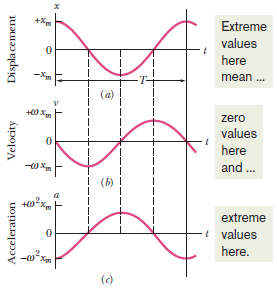 x
Displacement
+xm
0
−xm
t
T
(a)
Extreme
values
here
mean ...
v
Velocity
+ωxm
0
−ωxm
t
(b)
zero
values
here
and ...
a
Acceleration
+ω²xm
0
−ω²xm
t
(c)
extreme
values
here.